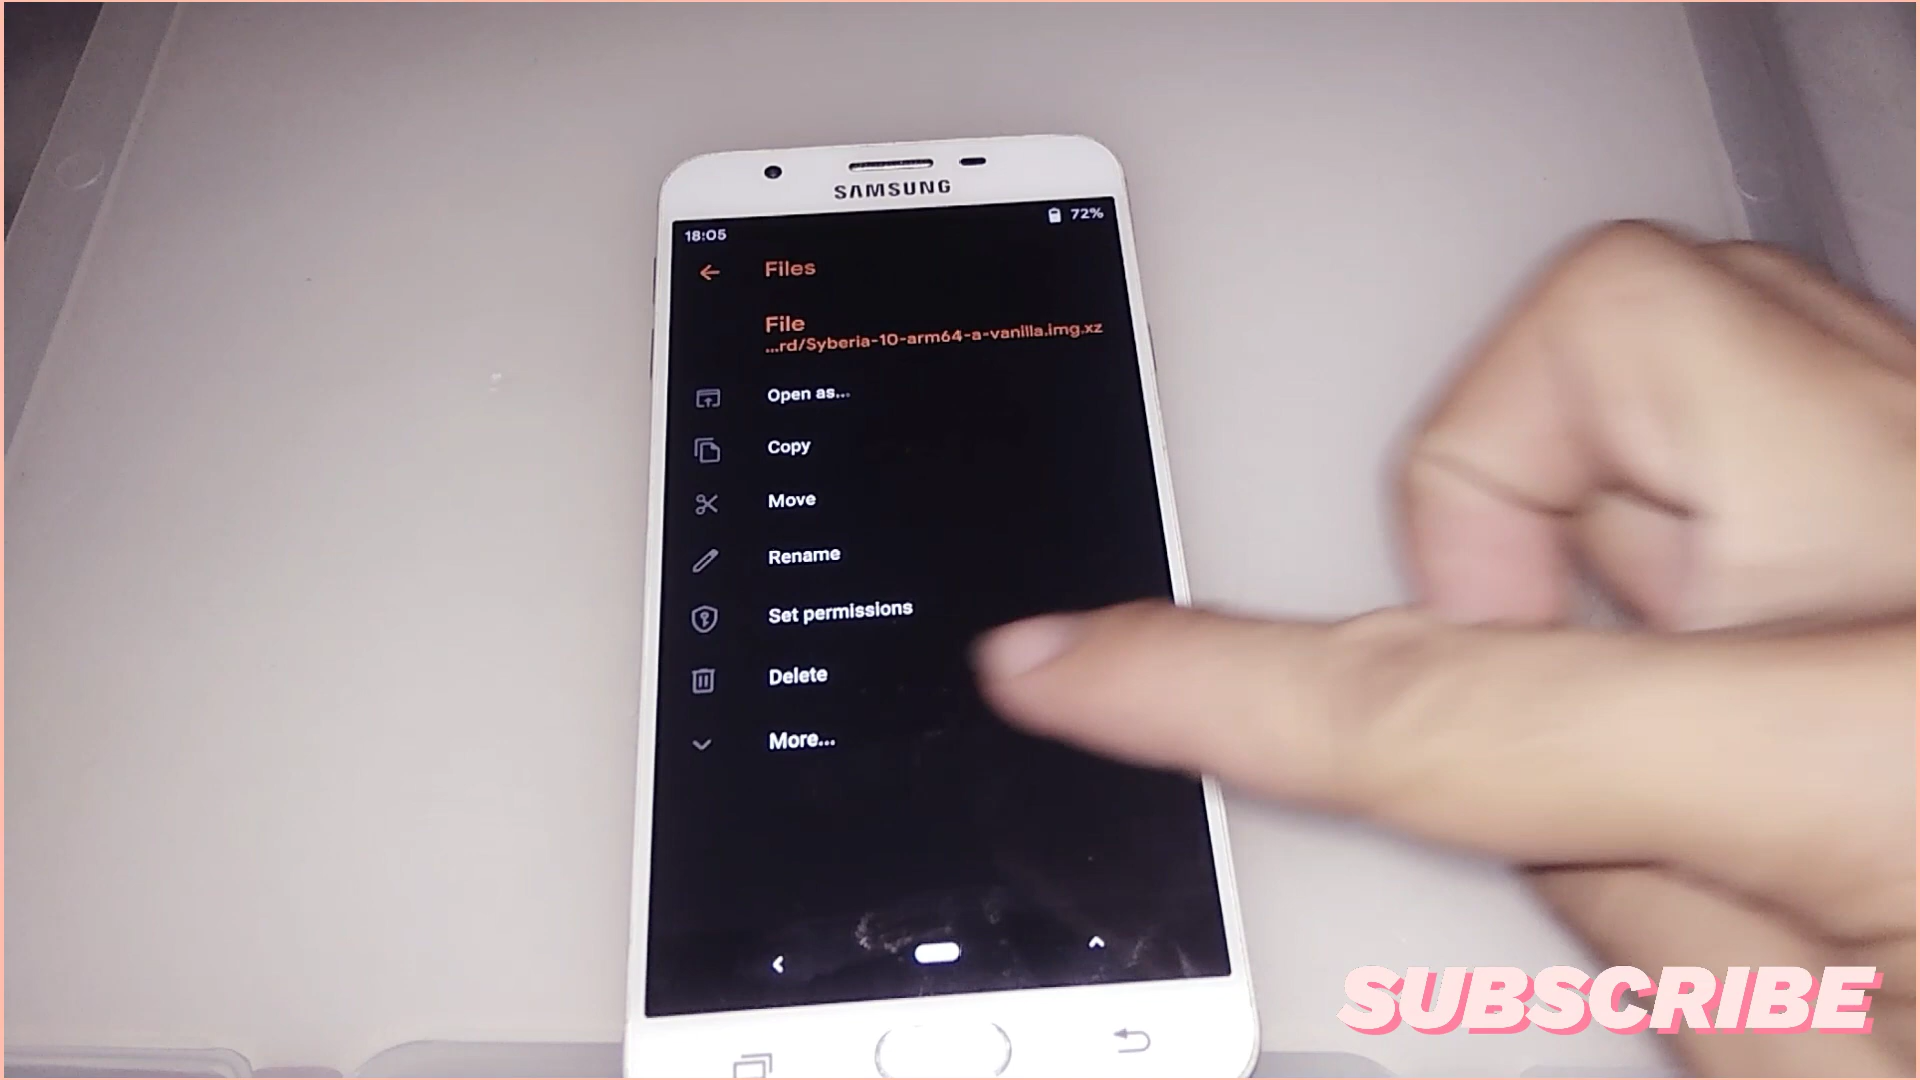 SAMSUNG
18:05
72%
Files
File
...rd/Syberia-10-arm64-a-vanilla.img.xz
Open as...
Copy
Move
Rename
Set permissions
Delete
More...
SUBSCRIBE